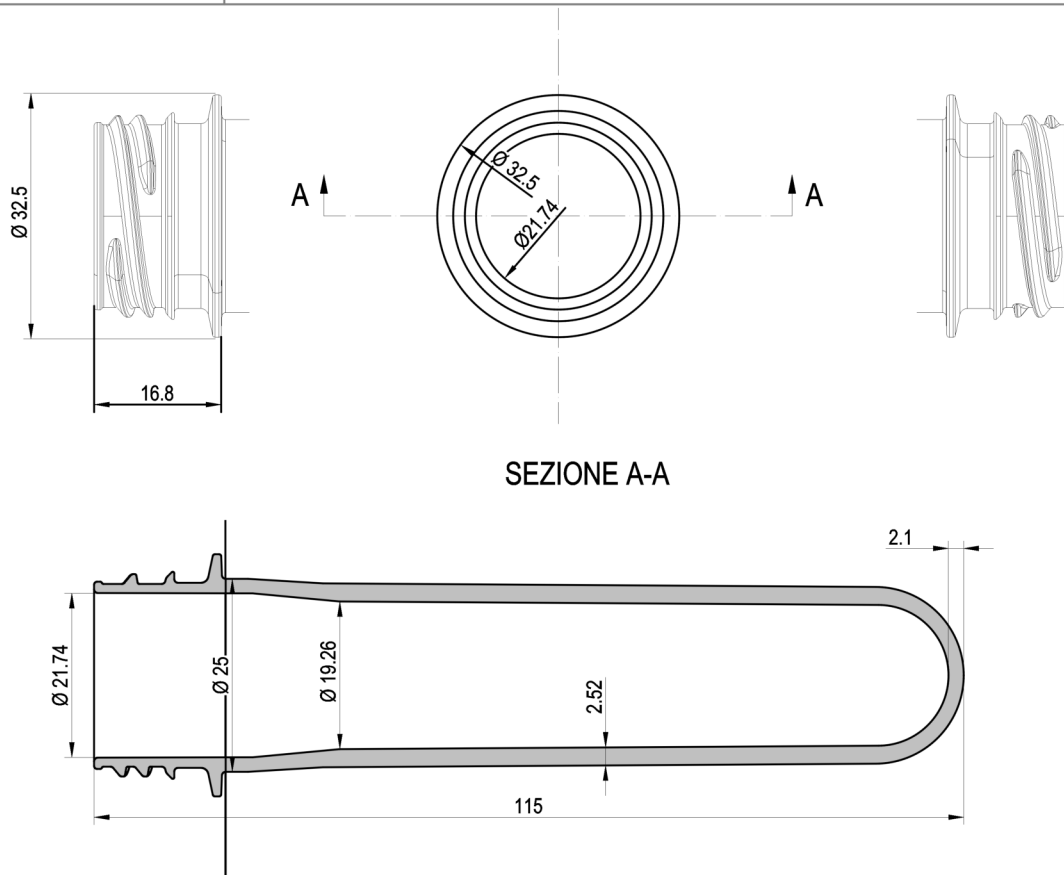 Ø 32.5
16.8
A
Ø 32.5
Ø21.74
A
SEZIONE A-A
2.1
Ø 21.74
Ø 25
Ø 19.26
2.52
115